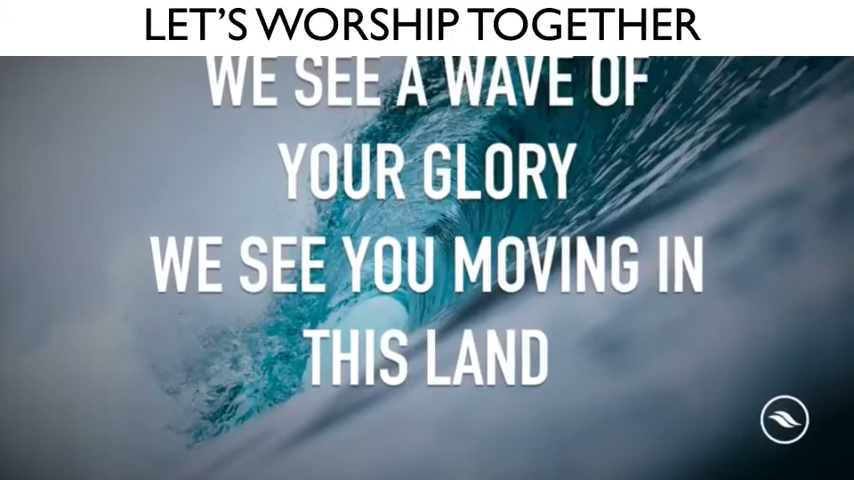 LET'S WORSHIP TOGETHER
WE SEE A WAVE OF
YOUR GLORY
WE SEE YOU MOVING IN
THIS LAND